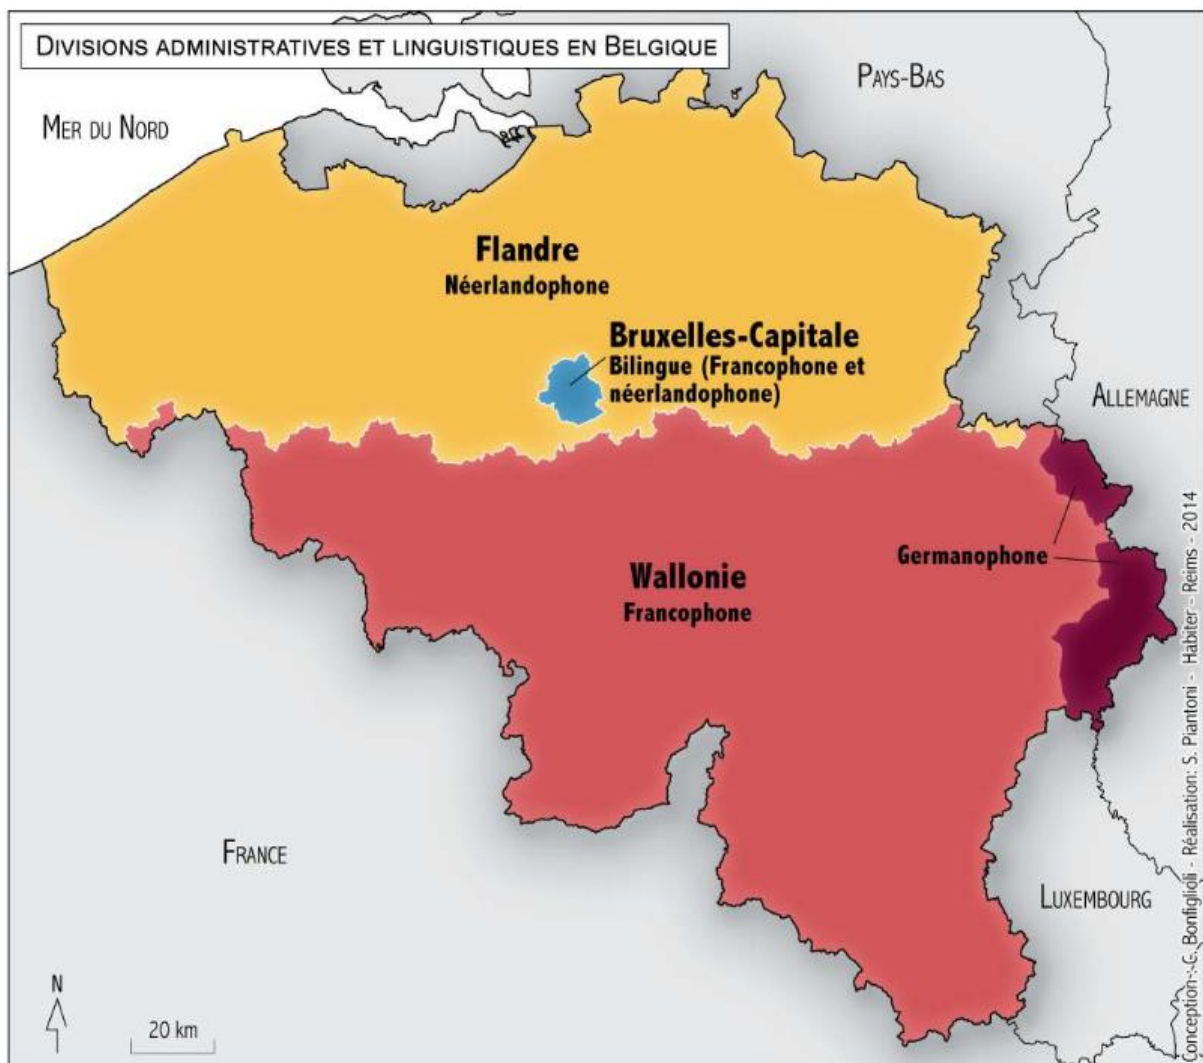 DIVISIONS ADMINISTRATIVES ET LINGUISTIQUES EN BELGIQUE
PAYS-BAS
MER DU NORD
Flandre
Néerlandophone
Bruxelles-Capitale
Bilingue (Francophone et
néerlandophone)
ALLEMAGNE
Germanophone
Wallonie
Francophone
FRANCE
LUXEMBOURG
N
20 km
Conception: G. Bonfiglioli - Réalisation: S. Piantoni - Habiter - Reims - 2014